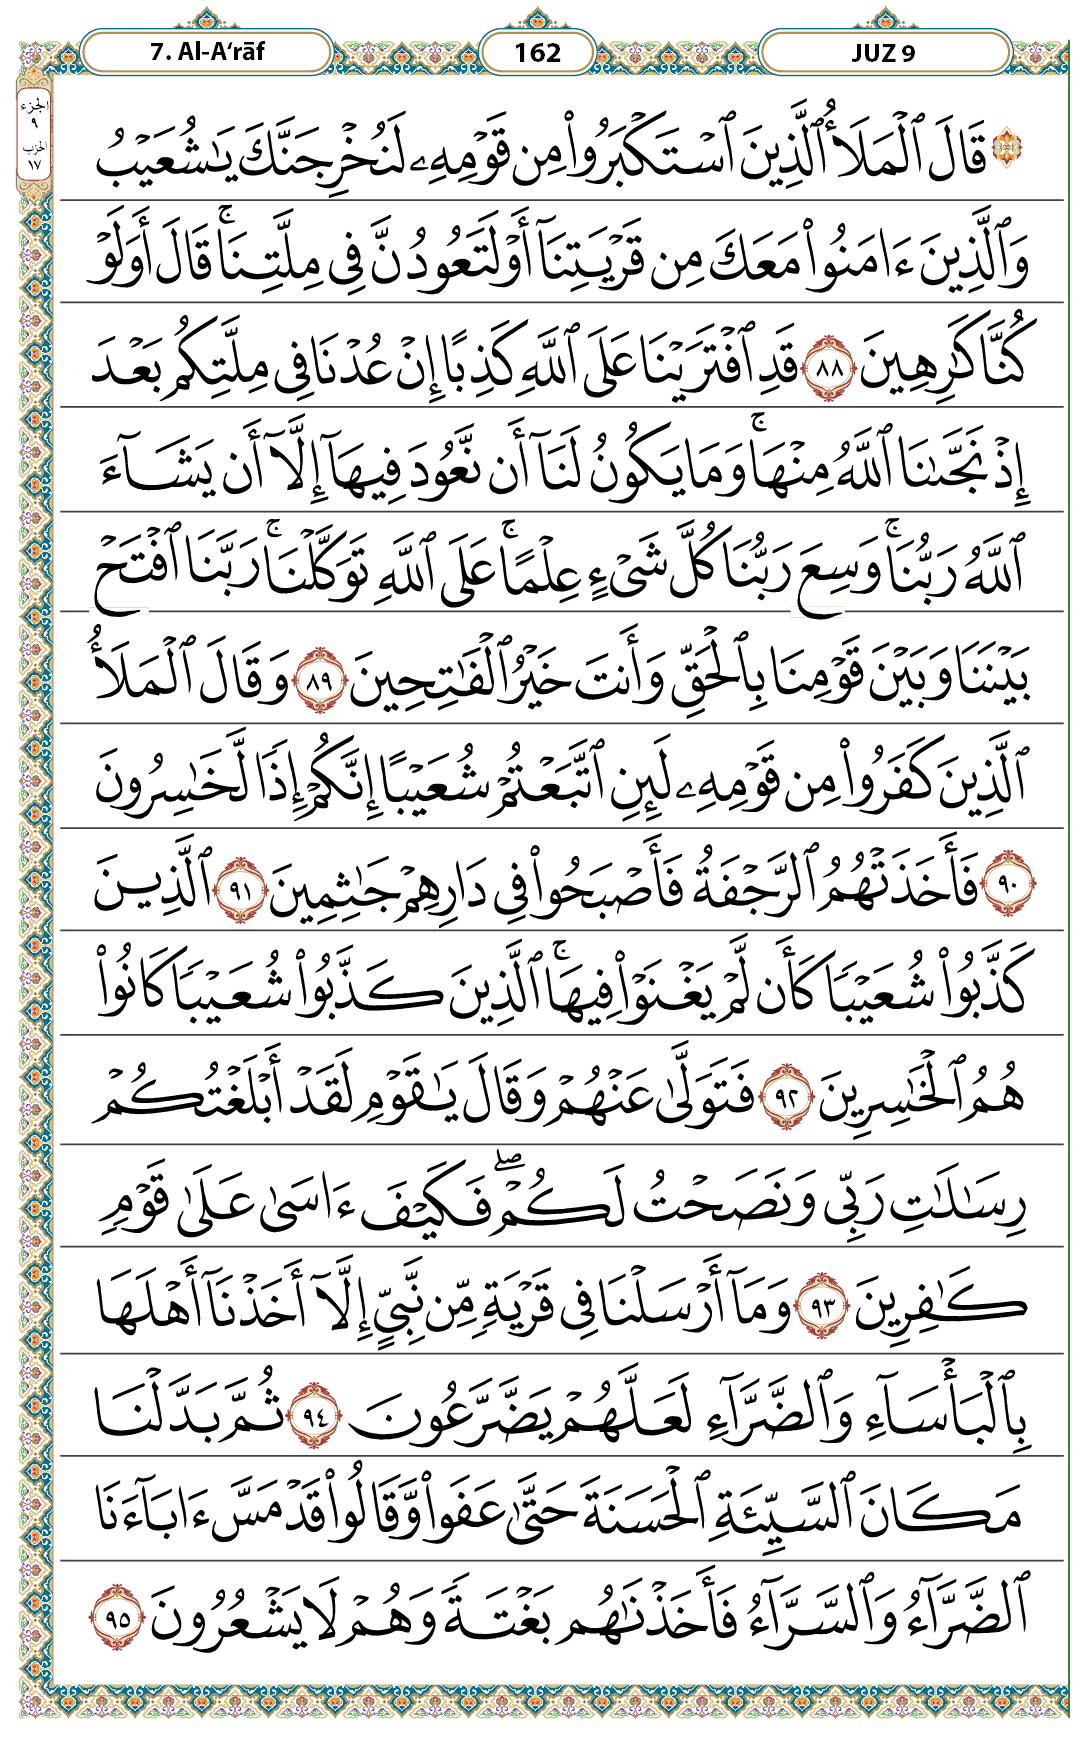 7. Al-A‘rāf 162 JUZ 9
الجزء
٩
الحزب
١٧
۞ قَالَ ٱلْمَلَأُ ٱلَّذِينَ ٱسْتَكْبَرُوا۟ مِن قَوْمِهِۦ لَنُخْرِجَنَّكَ يَـٰشُعَيْبُ
وَٱلَّذِينَ ءَامَنُوا۟ مَعَكَ مِن قَرْيَتِنَآ أَوْ لَتَعُودُنَّ فِى مِلَّتِنَا ۚ قَالَ أَوَلَوْ
كُنَّا كَـٰرِهِينَ ٨٨ قَدِ ٱفْتَرَيْنَا عَلَى ٱللَّهِ كَذِبًا إِنْ عُدْنَا فِى مِلَّتِكُم بَعْدَ
إِذْ نَجَّىٰنَا ٱللَّهُ مِنْهَا ۚ وَمَا يَكُونُ لَنَآ أَن نَّعُودَ فِيهَآ إِلَّآ أَن يَشَآءَ
ٱللَّهُ رَبُّنَا ۚ وَسِعَ رَبُّنَا كُلَّ شَىْءٍ عِلْمًا ۚ عَلَى ٱللَّهِ تَوَكَّلْنَا ۚ رَبَّنَا ٱفْتَحْ
بَيْنَنَا وَبَيْنَ قَوْمِنَا بِٱلْحَقِّ وَأَنتَ خَيْرُ ٱلْفَـٰتِحِينَ ٨٩ وَقَالَ ٱلْمَلَأُ
ٱلَّذِينَ كَفَرُوا۟ مِن قَوْمِهِۦ لَئِنِ ٱتَّبَعْتُمْ شُعَيْبًا إِنَّكُمْ إِذًا لَّخَـٰسِرُونَ
٩٠ فَأَخَذَتْهُمُ ٱلرَّجْفَةُ فَأَصْبَحُوا۟ فِى دَارِهِمْ جَـٰثِمِينَ ٩١ ٱلَّذِينَ
كَذَّبُوا۟ شُعَيْبًا كَأَن لَّمْ يَغْنَوْا۟ فِيهَا ۚ ٱلَّذِينَ كَذَّبُوا۟ شُعَيْبًا كَانُوا۟
هُمُ ٱلْخَـٰسِرِينَ ٩٢ فَتَوَلَّىٰ عَنْهُمْ وَقَالَ يَـٰقَوْمِ لَقَدْ أَبْلَغْتُكُمْ
رِسَـٰلَـٰتِ رَبِّى وَنَصَحْتُ لَكُمْ ۖ فَكَيْفَ ءَاسَىٰ عَلَىٰ قَوْمٍ
كَـٰفِرِينَ ٩٣ وَمَآ أَرْسَلْنَا فِى قَرْيَةٍ مِّن نَّبِىٍّ إِلَّآ أَخَذْنَآ أَهْلَهَا
بِٱلْبَأْسَآءِ وَٱلضَّرَّآءِ لَعَلَّهُمْ يَضَّرَّعُونَ ٩٤ ثُمَّ بَدَّلْنَا
مَكَانَ ٱلسَّيِّئَةِ ٱلْحَسَنَةَ حَتَّىٰ عَفَوا۟ وَّقَالُوا۟ قَدْ مَسَّ ءَابَآءَنَا
ٱلضَّرَّآءُ وَٱلسَّرَّآءُ فَأَخَذْنَـٰهُم بَغْتَةً وَهُمْ لَا يَشْعُرُونَ ٩٥